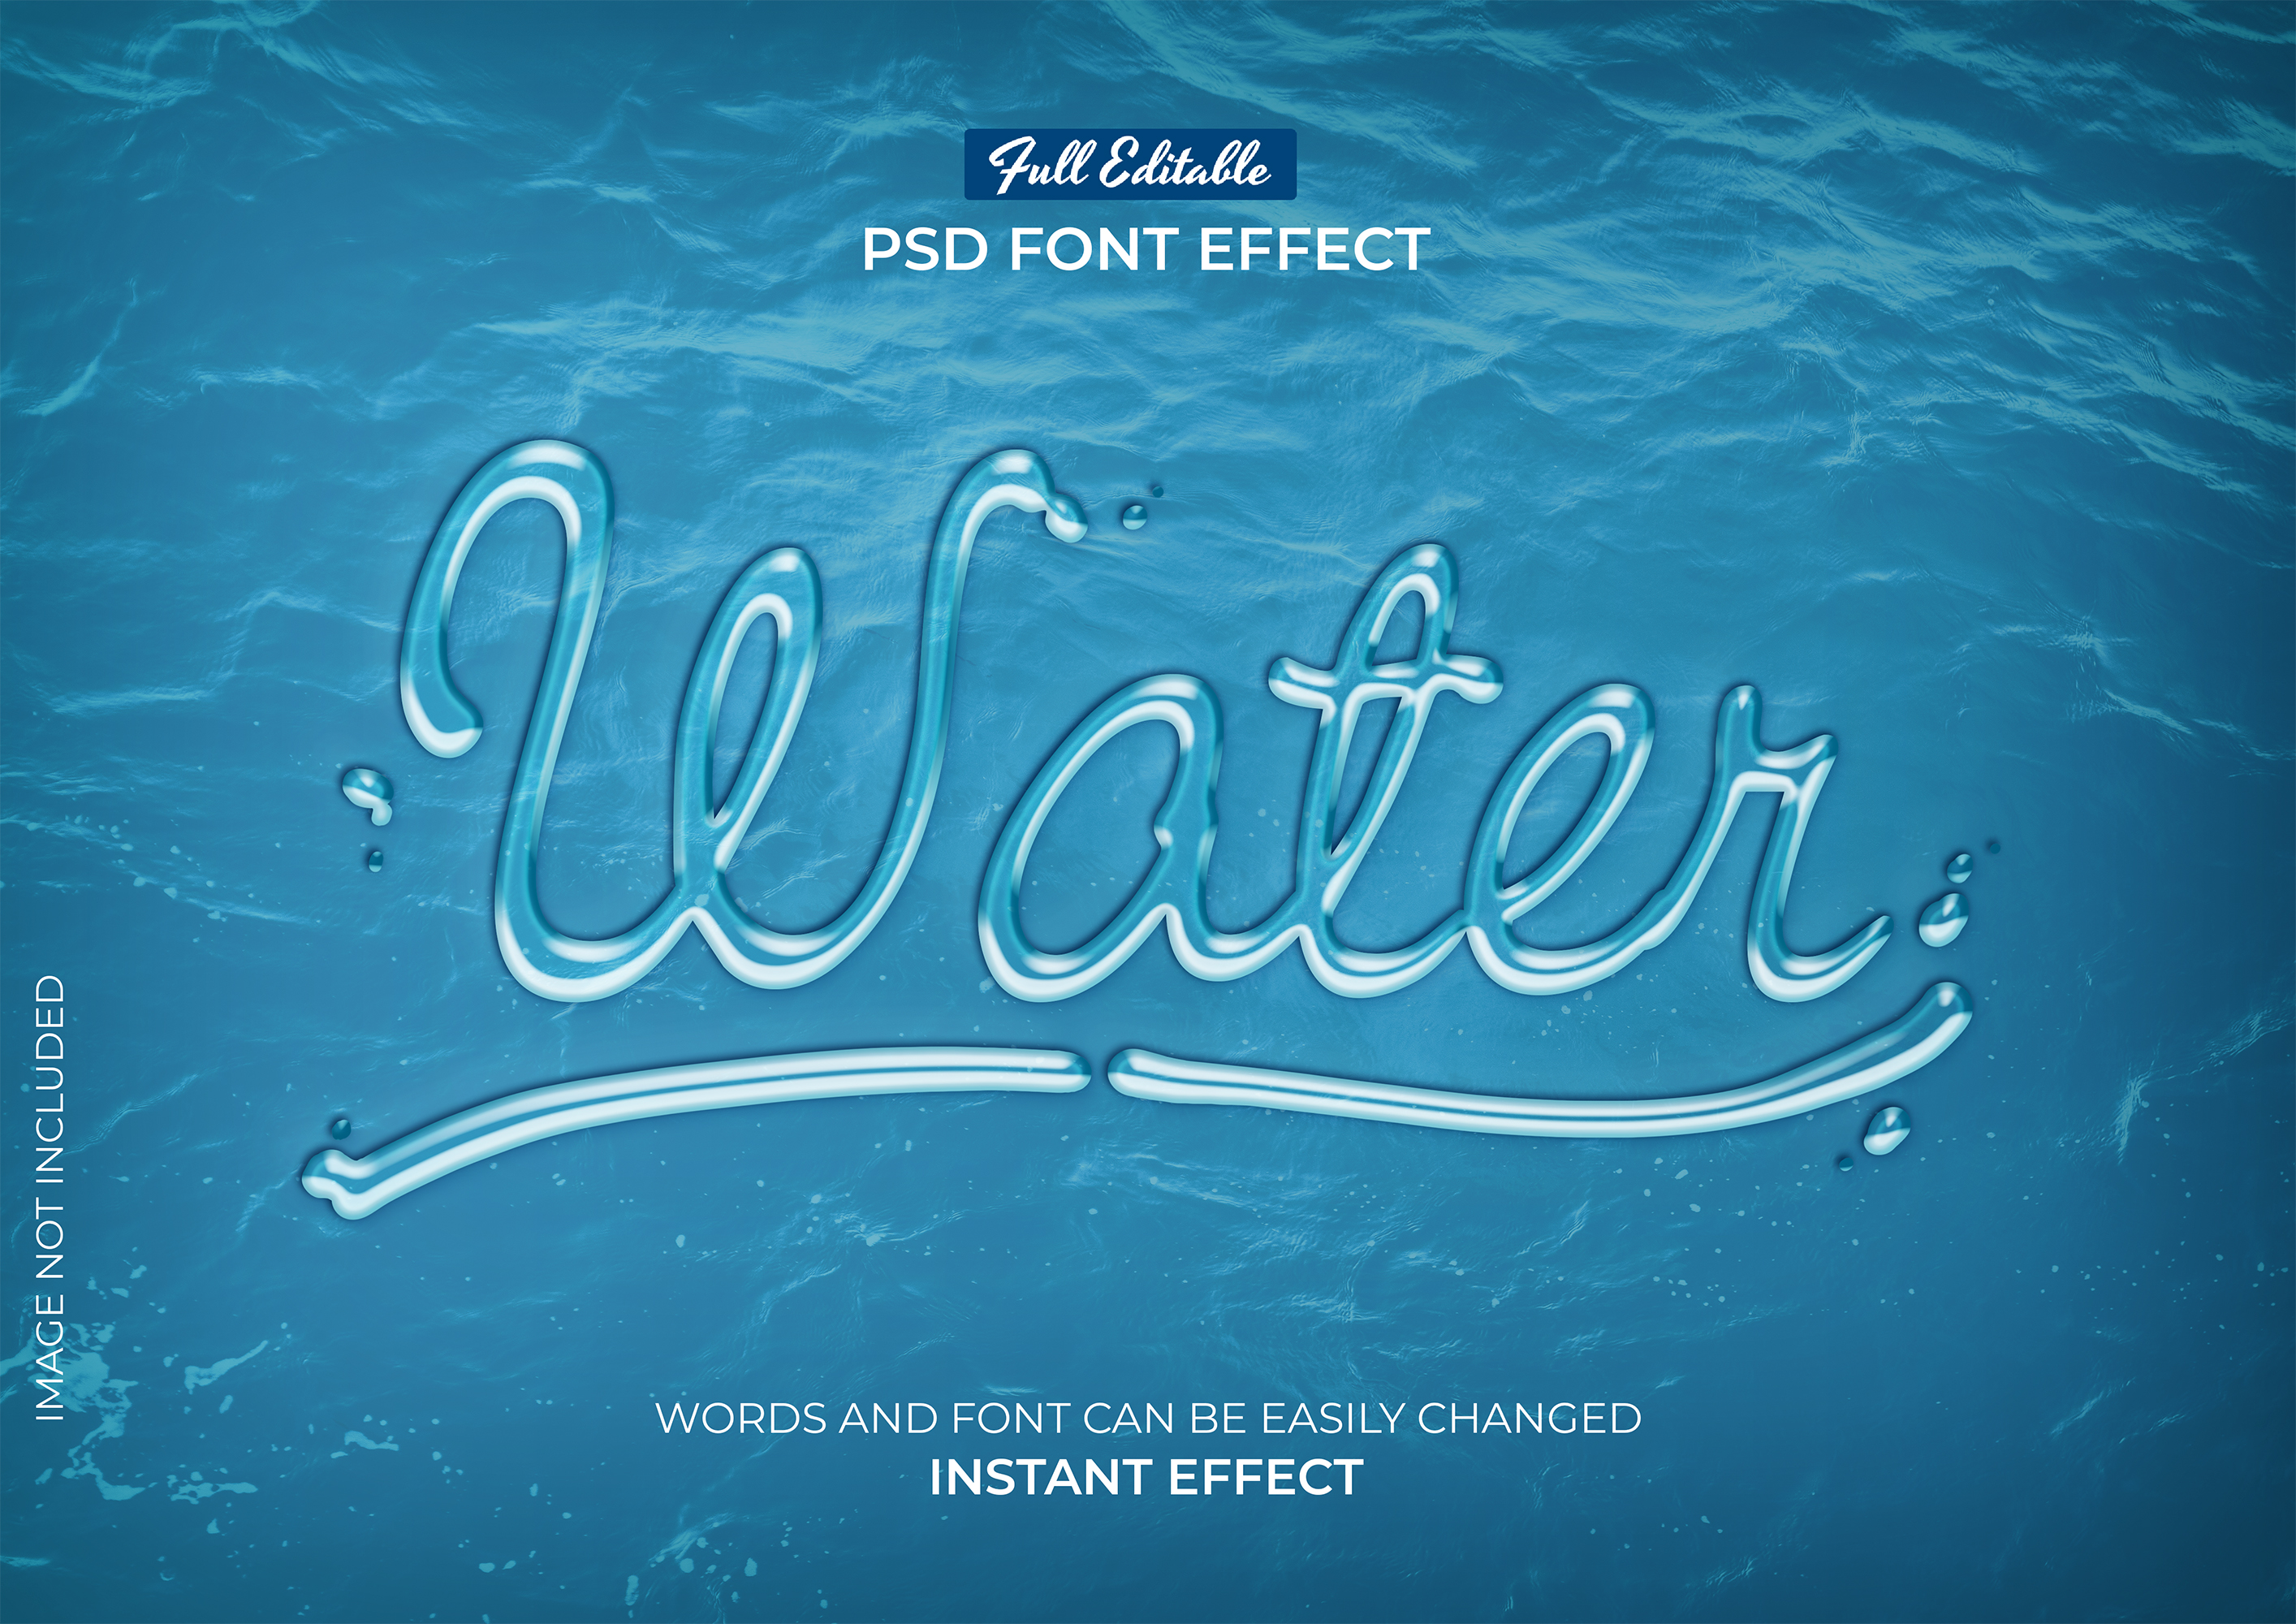 Full Editable
PSD FONT EFFECT
Water
IMAGE NOT INCLUDED
WORDS AND FONT CAN BE EASILY CHANGED
INSTANT EFFECT